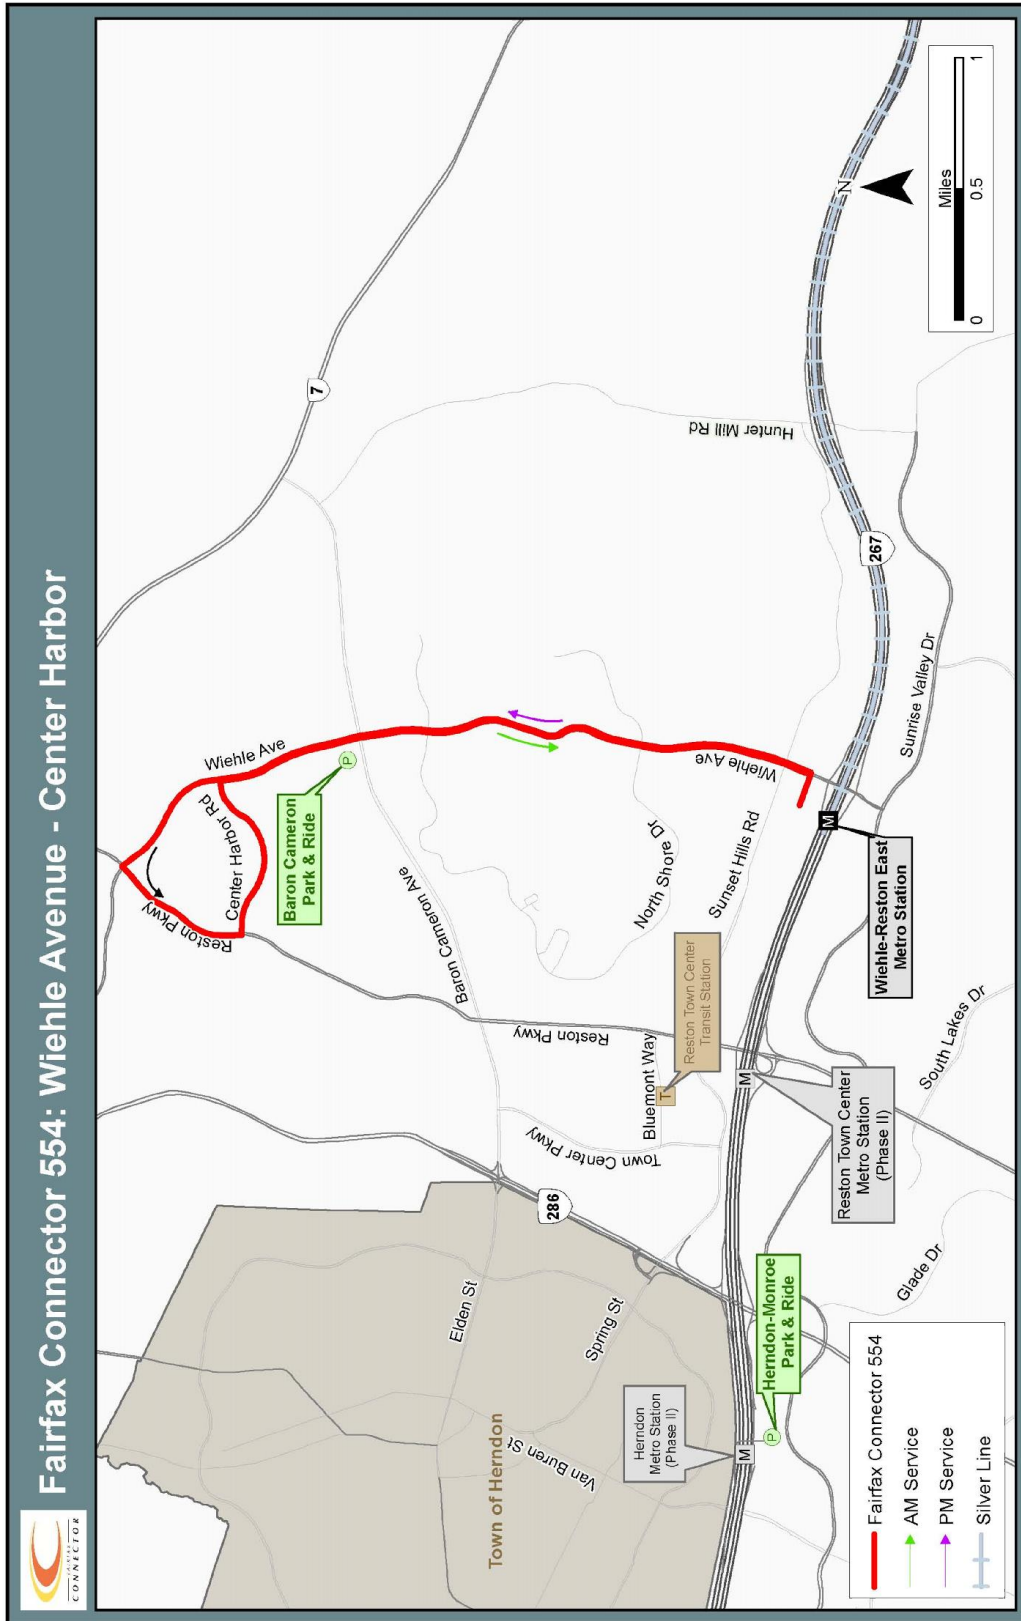 Fairfax Connector 554: Wiehle Avenue - Center Harbor
FAIRFAX
CONNECTOR
7
Wiehle Ave
Reston Pkwy
Center Harbor Rd
Baron Cameron
Park & Ride
P
Baron Cameron Ave
Hunter Mill Rd
Wiehle Ave
North Shore Dr
Sunset Hills Rd
Reston Pkwy
Bluemont Way
Reston Town Center
Transit Station
T
Town Center Pkwy
286
Elden St
Spring St
Town of Herndon
Van Buren St
Herndon
Metro Station
(Phase II)
M
P
Herndon-Monroe
Park & Ride
M
Reston Town Center
Metro Station
(Phase II)
M
Wiehle-Reston East
Metro Station
267
Sunrise Valley Dr
South Lakes Dr
Glade Dr
N
Miles
0 0.5 1
Fairfax Connector 554
AM Service
PM Service
Silver Line